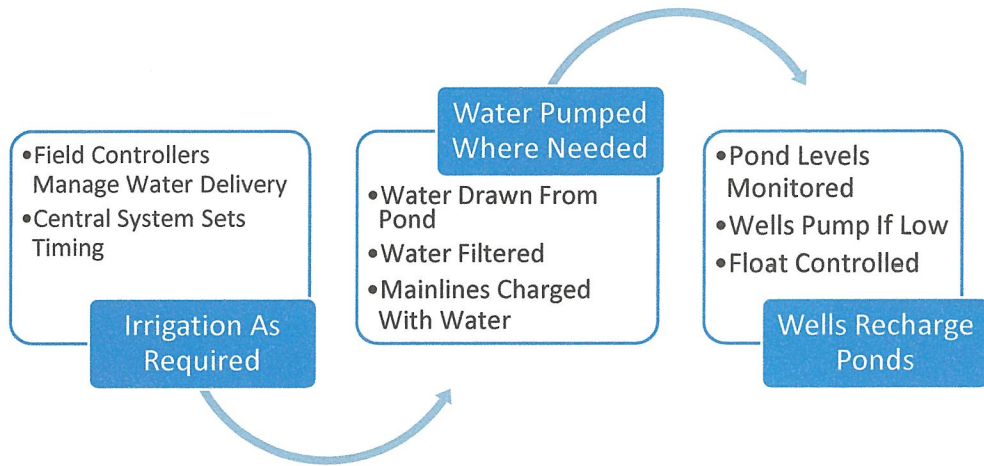 •Field Controllers
Manage Water Delivery
•Central System Sets
Timing
Irrigation As
Required
Water Pumped
Where Needed
•Water Drawn From
Pond
•Water Filtered
•Mainlines Charged
With Water
•Pond Levels
Monitored
•Wells Pump If Low
•Float Controlled
Wells Recharge
Ponds